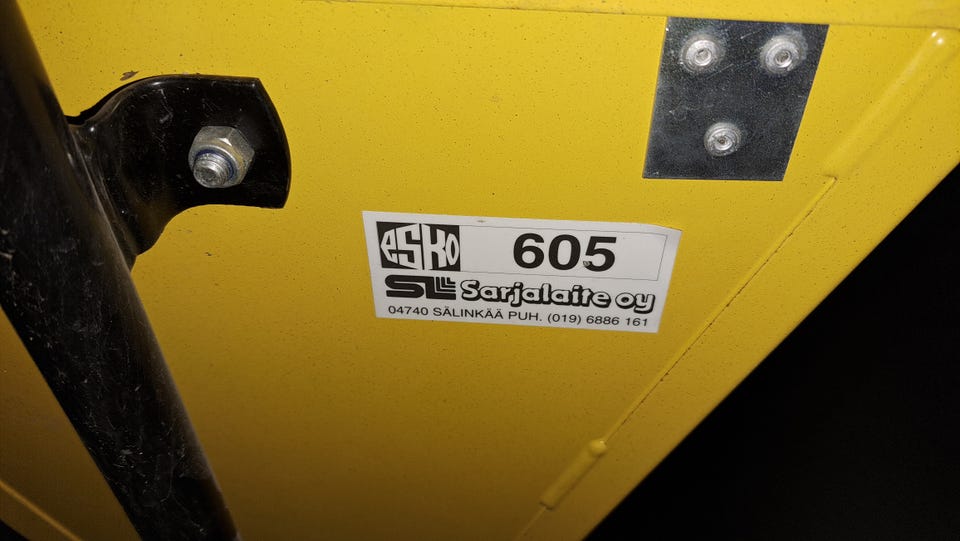 esko 605
SL Sarjalaite oy
04740 SÄLINKÄÄ PUH. (019) 6886 161